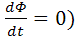 dΦ/dt = 0)